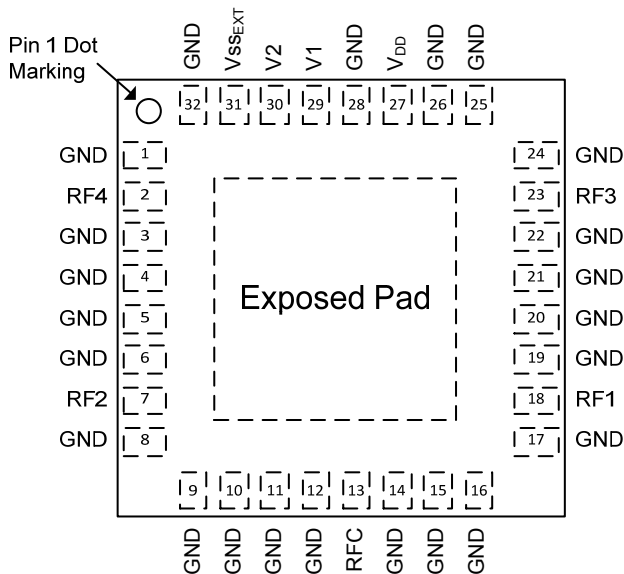 Pin 1 Dot
Marking
GND VssEXT V2 V1 GND VDD GND GND
32 31 30 29 28 27 26 25
GND 1 24 GND
RF4 2 23 RF3
GND 3 22 GND
GND 4 21 GND
GND 5 20 GND
GND 6 19 GND
RF2 7 18 RF1
GND 8 17 GND
Exposed Pad
9 10 11 12 13 14 15 16
GND GND GND GND RFC GND GND GND